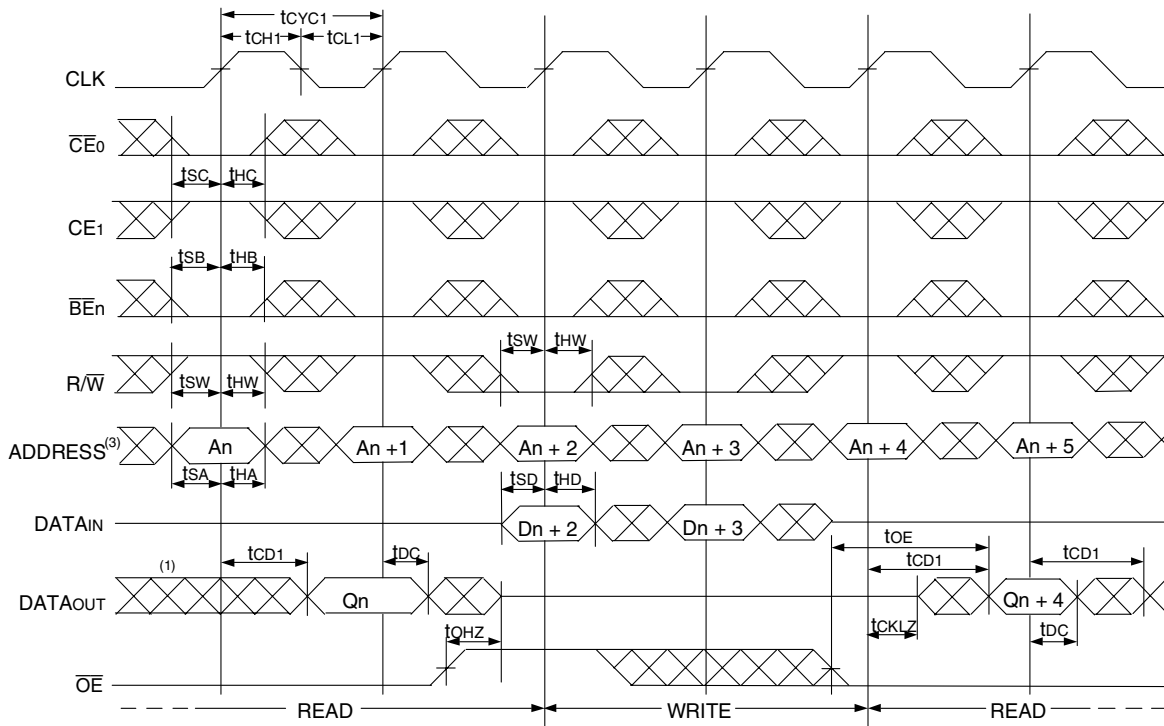 tCYC1
tCH1 tCL1
CLK
CE0
tSC tHC
CE1
tSB tHB
BEn
tSW tHW
R/W
tSW tHW
ADDRESS(3) An An + 1 An + 2 An + 3 An + 4 An + 5
tSA tHA
tSD tHD
DATAIN Dn + 2 Dn + 3
tOE
tCD1 tDC tCD1 tCD1
(1)
DATAOUT Qn Qn + 4
tOHZ tCKLZ tDC
OE
READ WRITE READ